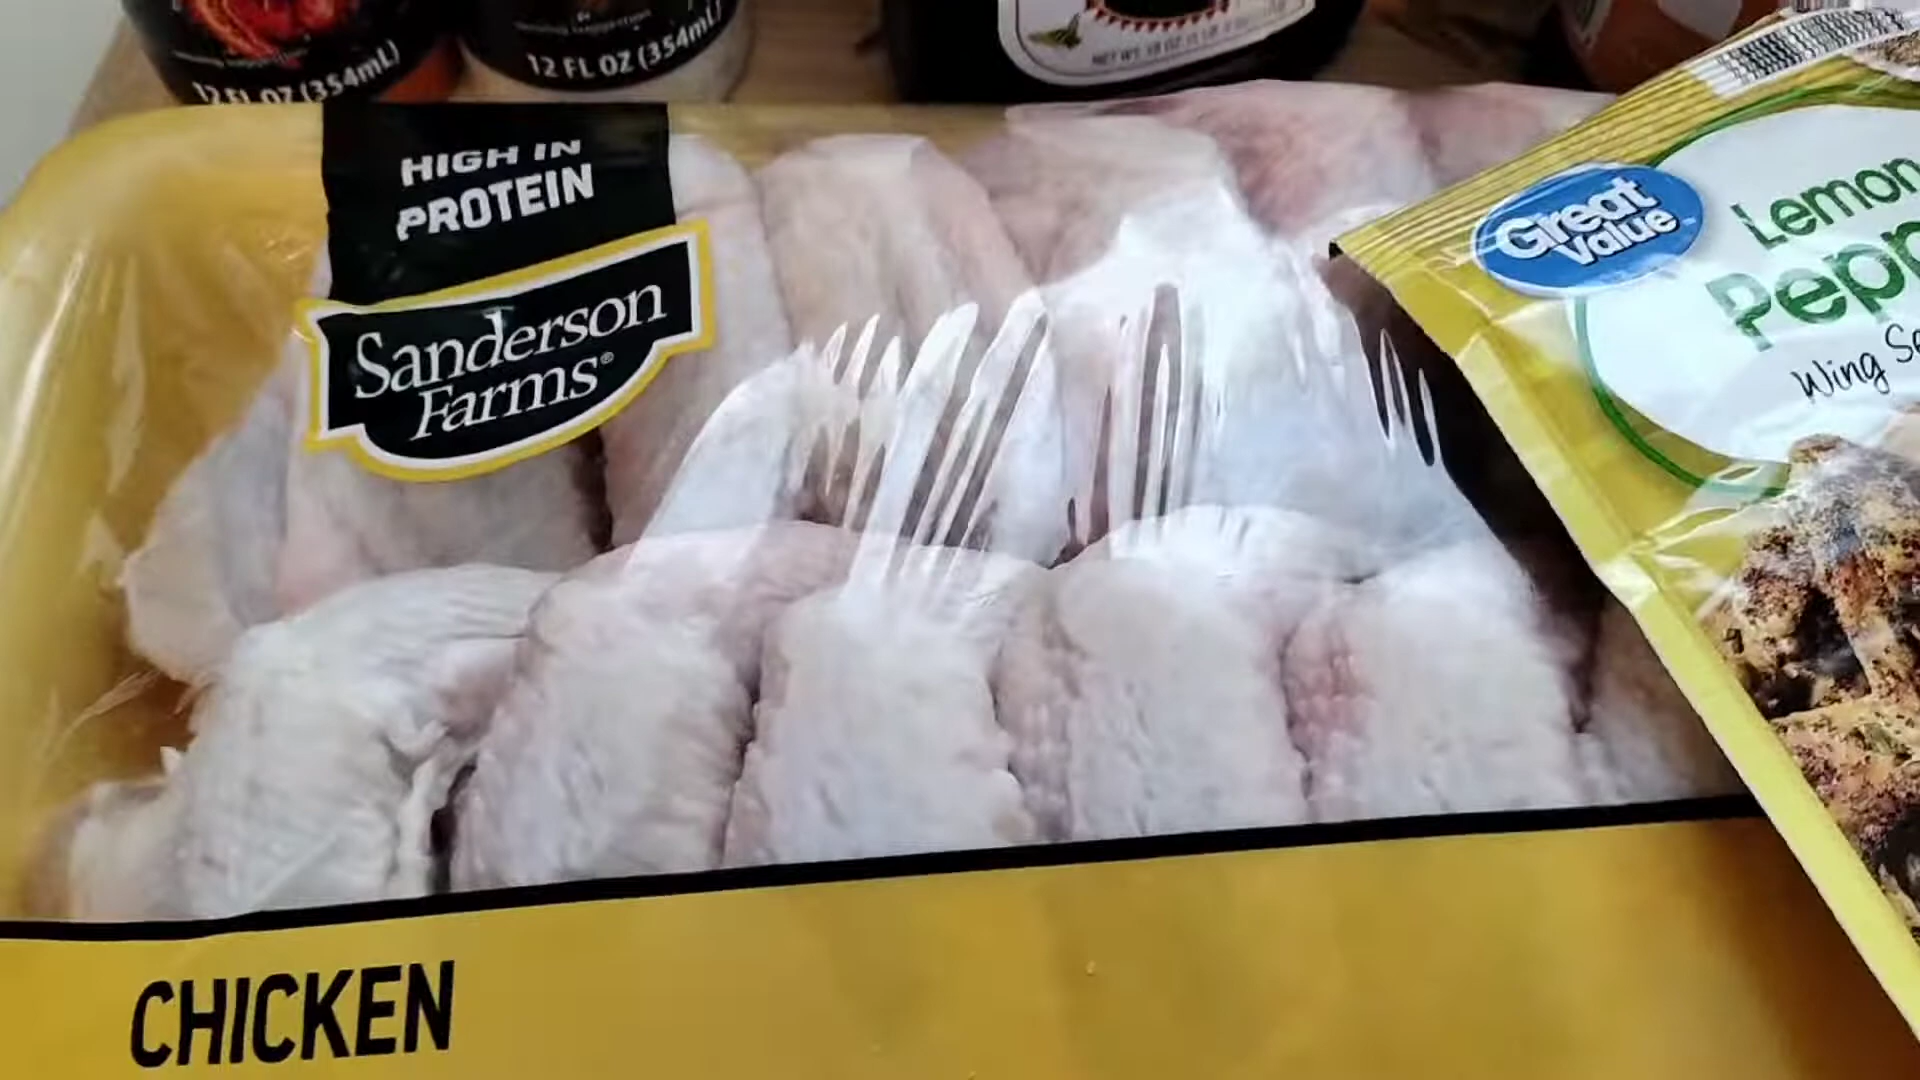 12 FL OZ (354mL)
12 FL OZ (354mL)
HIGH IN
PROTEIN
Sanderson
Farms®
Great
Value
Lemon
Pepp
Wing Se
CHICKEN